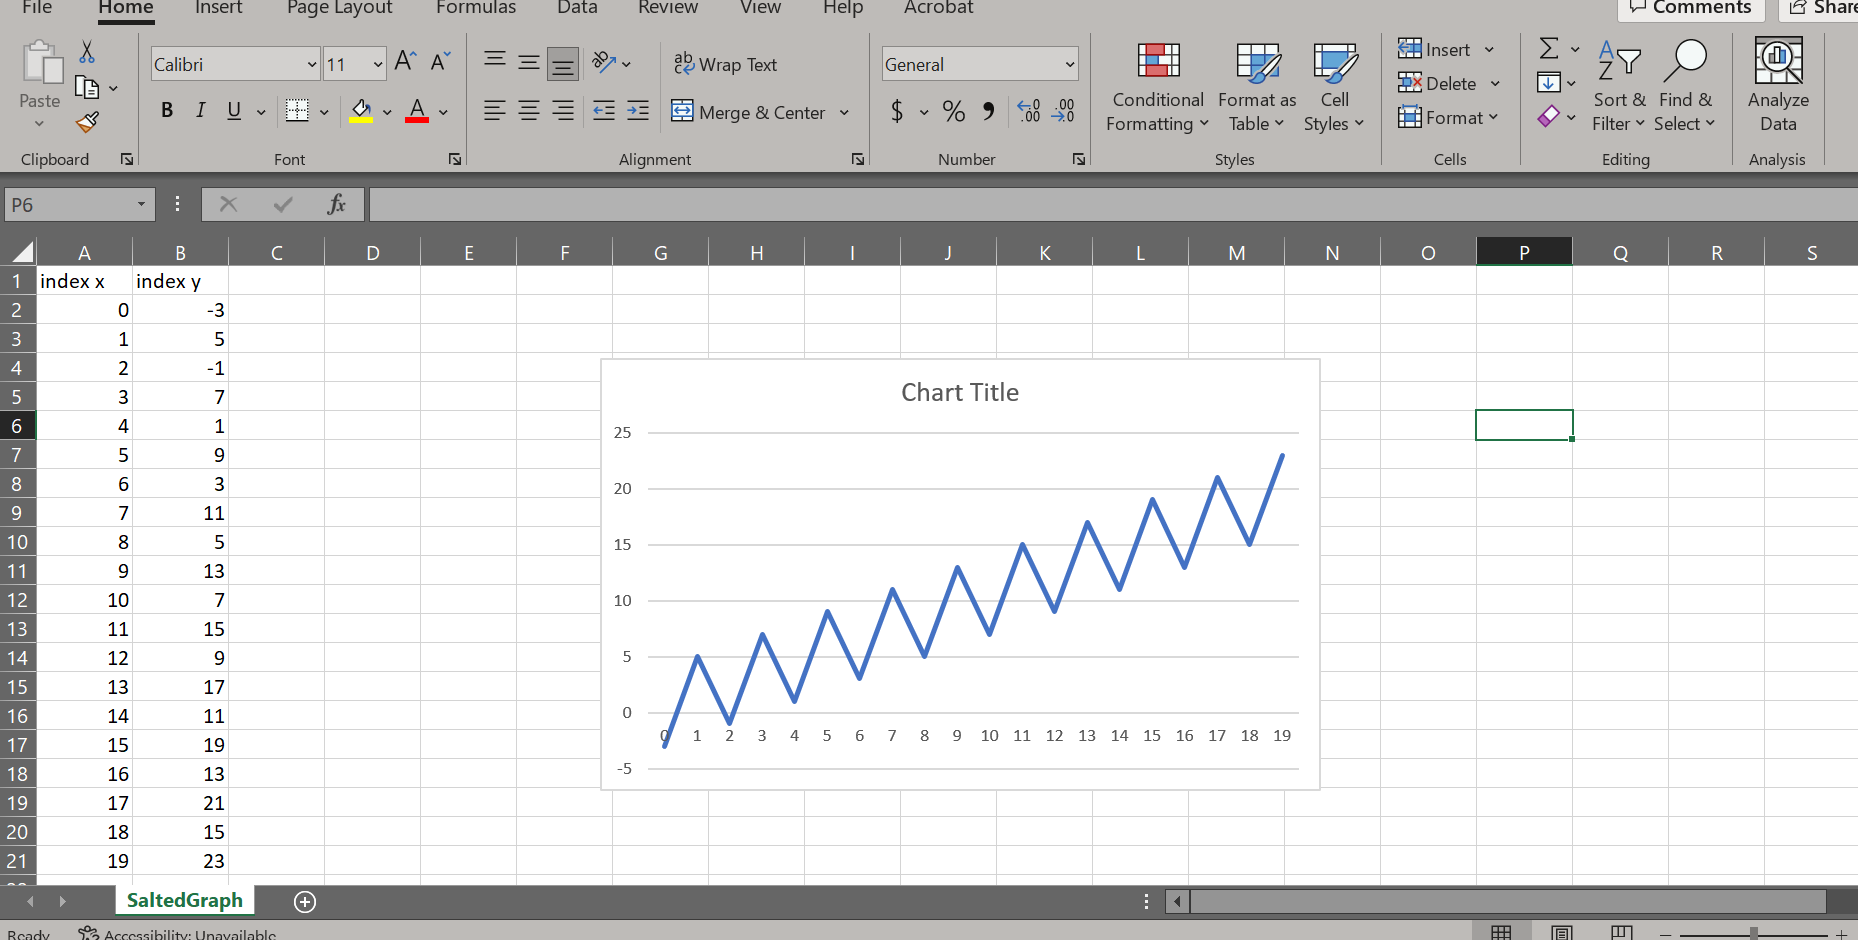 File Home Insert Page Layout Formulas Data Review View Help Acrobat Comments Share
Calibri 11 Wrap Text General Insert
Paste Conditional Formatting Format as Table Cell Styles Delete Sort & Filter Find & Select Analyze Data
B I U Merge & Center $ % Format
Clipboard Font Alignment Number Styles Cells Editing Analysis
P6 fx
A B C D E F G H I J K L M N O P Q R S
1 index x index y
2 0 -3
3 1 5
4 2 -1
5 3 7
6 4 1
7 5 9
8 6 3
9 7 11
10 8 5
11 9 13
12 10 7
13 11 15
14 12 9
15 13 17
16 14 11
17 15 19
18 16 13
19 17 21
20 18 15
21 19 23
Chart Title
25
20
15
10
5
0
0 1 2 3 4 5 6 7 8 9 10 11 12 13 14 15 16 17 18 19
-5
SaltedGraph
Ready Accessibility: Unavailable